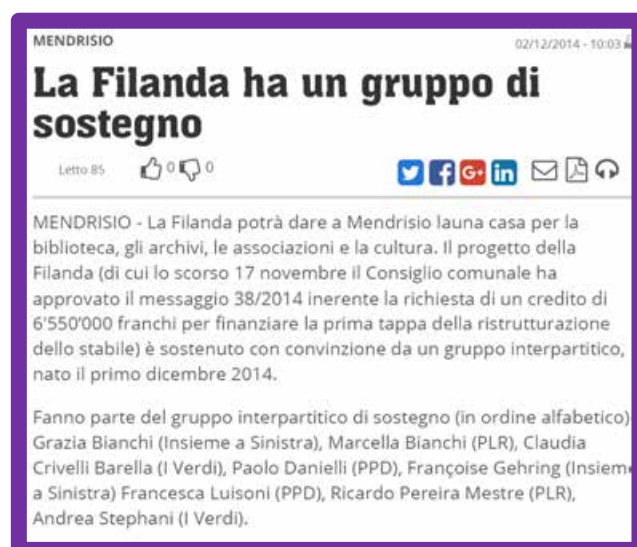 MENDRISIO 02/12/2014 - 10:03
La Filanda ha un gruppo di
sostegno
Letto 85 0 0
MENDRISIO - La Filanda potrà dare a Mendrisio launa casa per la
biblioteca, gli archivi, le associazioni e la cultura. Il progetto della
Filanda (di cui lo scorso 17 novembre il Consiglio comunale ha
approvato il messaggio 38/2014 inerente la richiesta di un credito di
6'550'000 franchi per finanziare la prima tappa della ristrutturazione
dello stabile) è sostenuto con convinzione da un gruppo interpartitico,
nato il primo dicembre 2014.
Fanno parte del gruppo interpartitico di sostegno (in ordine alfabetico)
Grazia Bianchi (Insieme a Sinistra), Marcella Bianchi (PLR), Claudia
Crivelli Barella (I Verdi), Paolo Danielli (PPD), Françoise Gehring (Insieme
a Sinistra) Francesca Luisoni (PPD), Ricardo Pereira Mestre (PLR),
Andrea Stephani (I Verdi).